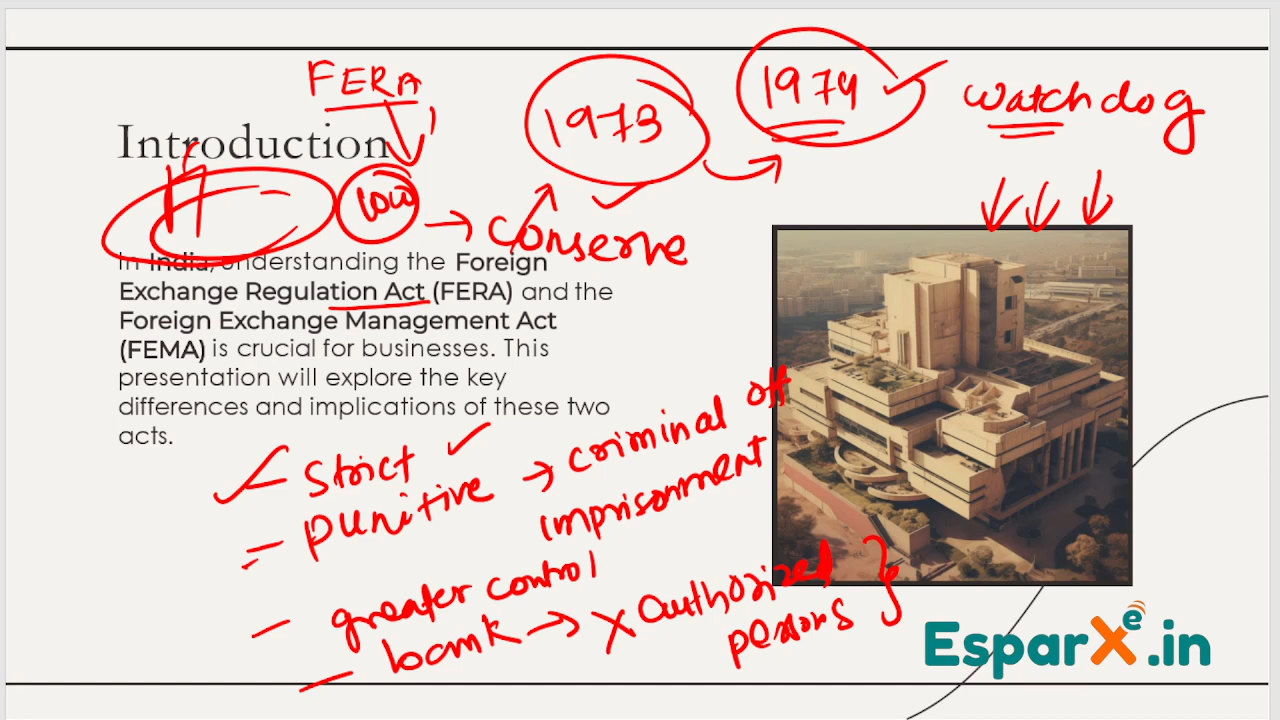 FERA
1973
1974
watchdog
Introduction
conserve
In India, understanding the Foreign
Exchange Regulation Act (FERA) and the
Foreign Exchange Management Act
(FEMA) is crucial for businesses. This
presentation will explore the key
differences and implications of these two
acts.
Strict
punitive → criminal off
imprisonment
greater control
bank → X authorized
persons
EsparXe.in